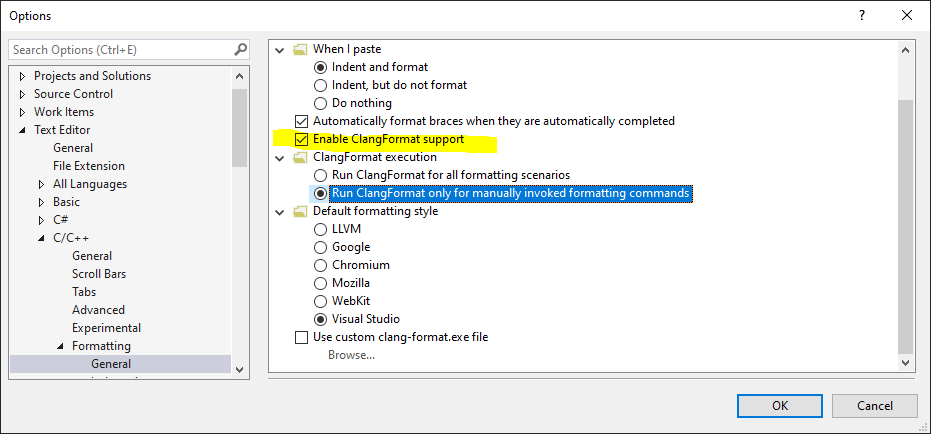 Options
?
Search Options (Ctrl+E)
Projects and Solutions
Source Control
Work Items
Text Editor
General
File Extension
All Languages
Basic
C#
C/C++
General
Scroll Bars
Tabs
Advanced
Experimental
Formatting
General
When I paste
Indent and format
Indent, but do not format
Do nothing
Automatically format braces when they are automatically completed
Enable ClangFormat support
ClangFormat execution
Run ClangFormat for all formatting scenarios
Run ClangFormat only for manually invoked formatting commands
Default formatting style
LLVM
Google
Chromium
Mozilla
WebKit
Visual Studio
Use custom clang-format.exe file
Browse...
OK
Cancel